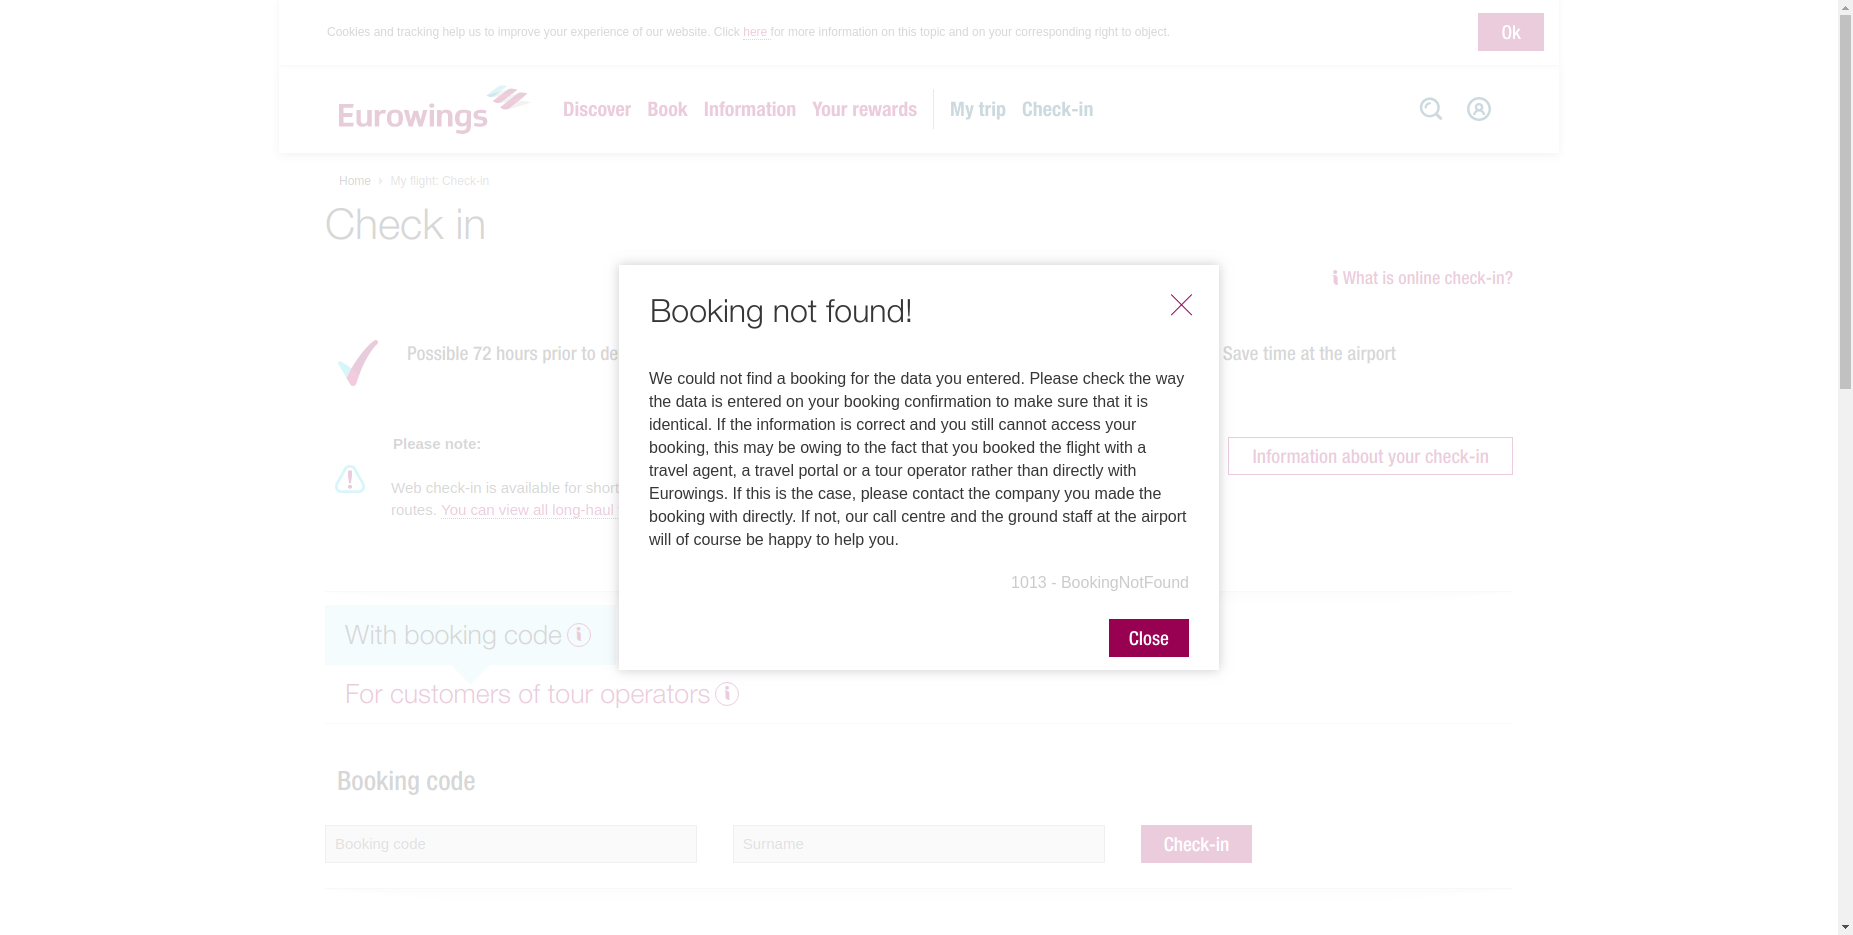 Cookies and tracking help us to improve your experience of our website. Click here for more information on this topic and on your corresponding right to object.
Ok
Eurowings
Discover Book Information Your rewards My trip Check-in
Home My flight: Check-in
Check in
What is online check-in?
Booking not found!
Possible 72 hours prior to de
Save time at the airport
We could not find a booking for the data you entered. Please check the way
the data is entered on your booking confirmation to make sure that it is
identical. If the information is correct and you still cannot access your
booking, this may be owing to the fact that you booked the flight with a
travel agent, a travel portal or a tour operator rather than directly with
Eurowings. If this is the case, please contact the company you made the
booking with directly. If not, our call centre and the ground staff at the airport
will of course be happy to help you.
Please note:
Information about your check-in
Web check-in is available for short
routes. You can view all long-haul
1013 - BookingNotFound
Close
With booking code
For customers of tour operators
Booking code
Booking code
Surname
Check-in